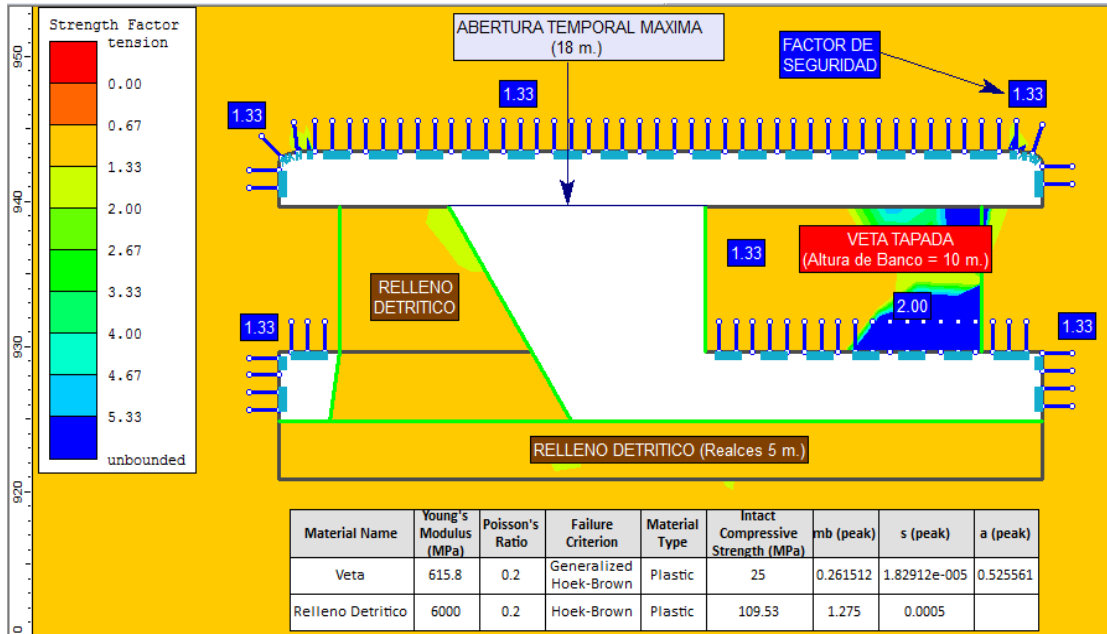 Strength Factor
tension
0.00
0.67
1.33
2.00
2.67
3.33
4.00
4.67
5.33
unbounded
950
940
930
920
0
ABERTURA TEMPORAL MAXIMA
(18 m.)
FACTOR DE
SEGURIDAD
1.33
1.33
1.33
VETA TAPADA
(Altura de Banco = 10 m.)
1.33
RELLENO
DETRITICO
2.00
1.33
1.33
RELLENO DETRITICO (Realces 5 m.)
Material Name Young's Modulus (MPa) Poisson's Ratio Failure Criterion Material Type Intact Compressive Strength (MPa) mb (peak) s (peak) a (peak)
Veta 615.8 0.2 Generalized Hoek-Brown Plastic 25 0.261512 1.82912e-005 0.525561
Relleno Detritico 6000 0.2 Hoek-Brown Plastic 109.53 1.275 0.0005